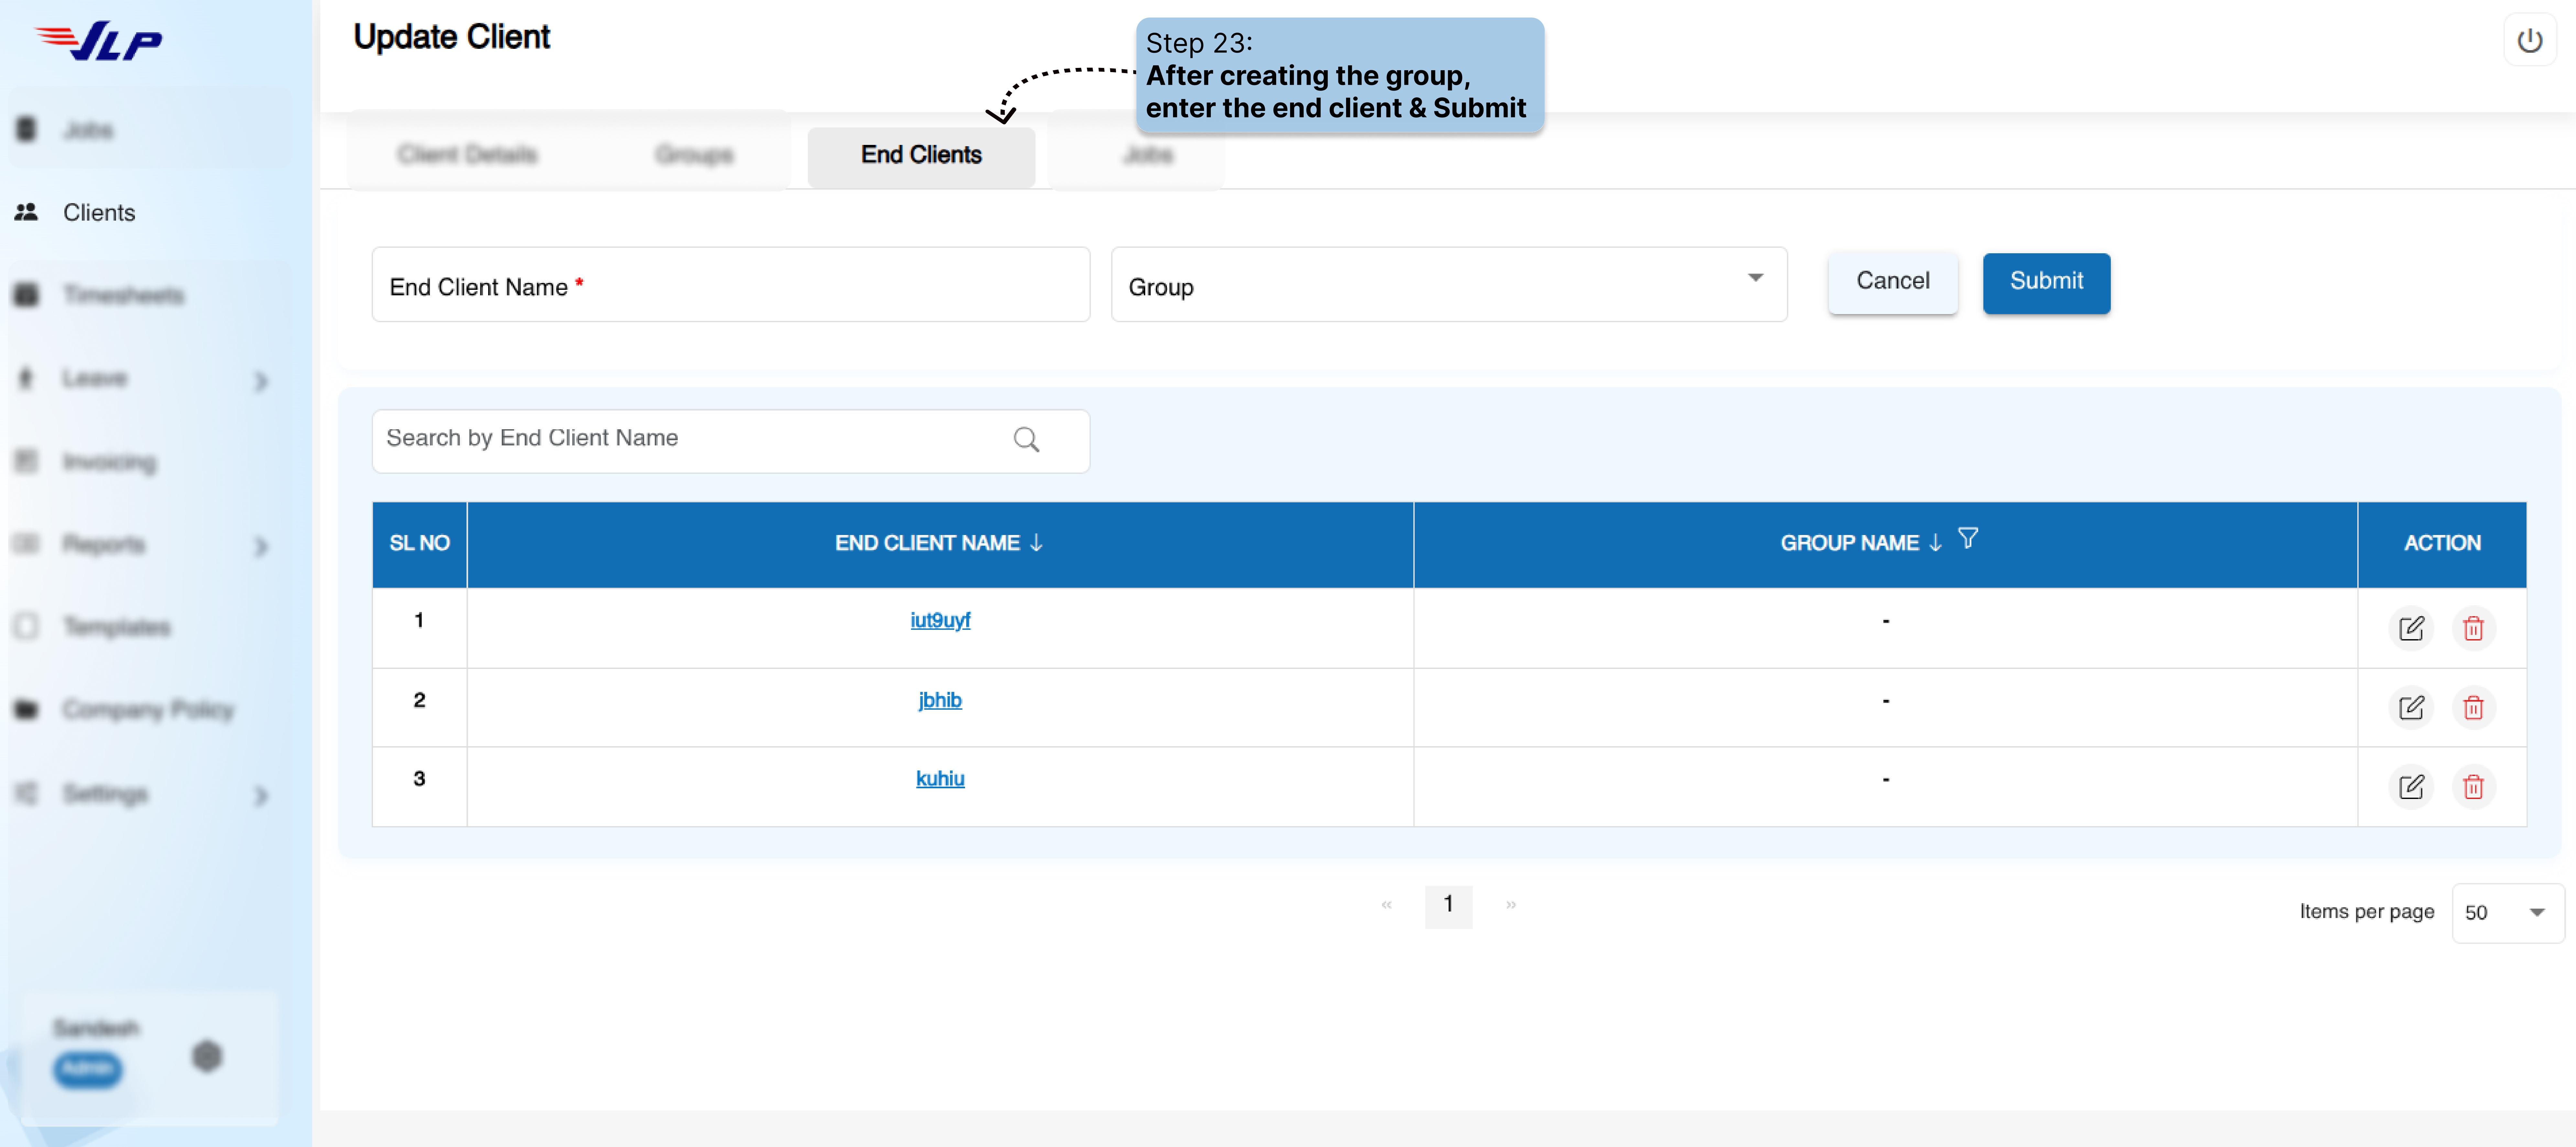 JLP
Update Client
Step 23:
After creating the group,
enter the end client & Submit
Jobs
Clients
Timesheets
Leave
Invoicing
Reports
Templates
Company Policy
Settings
Sandesh
Admin
Client Details
Groups
End Clients
Jobs
End Client Name *
Group
Cancel
Submit
Search by End Client Name
SL NO END CLIENT NAME ↓ GROUP NAME ↓ ACTION
1 iut9uyf -
2 jbhib -
3 kuhiu -
« 1 »
Items per page 50